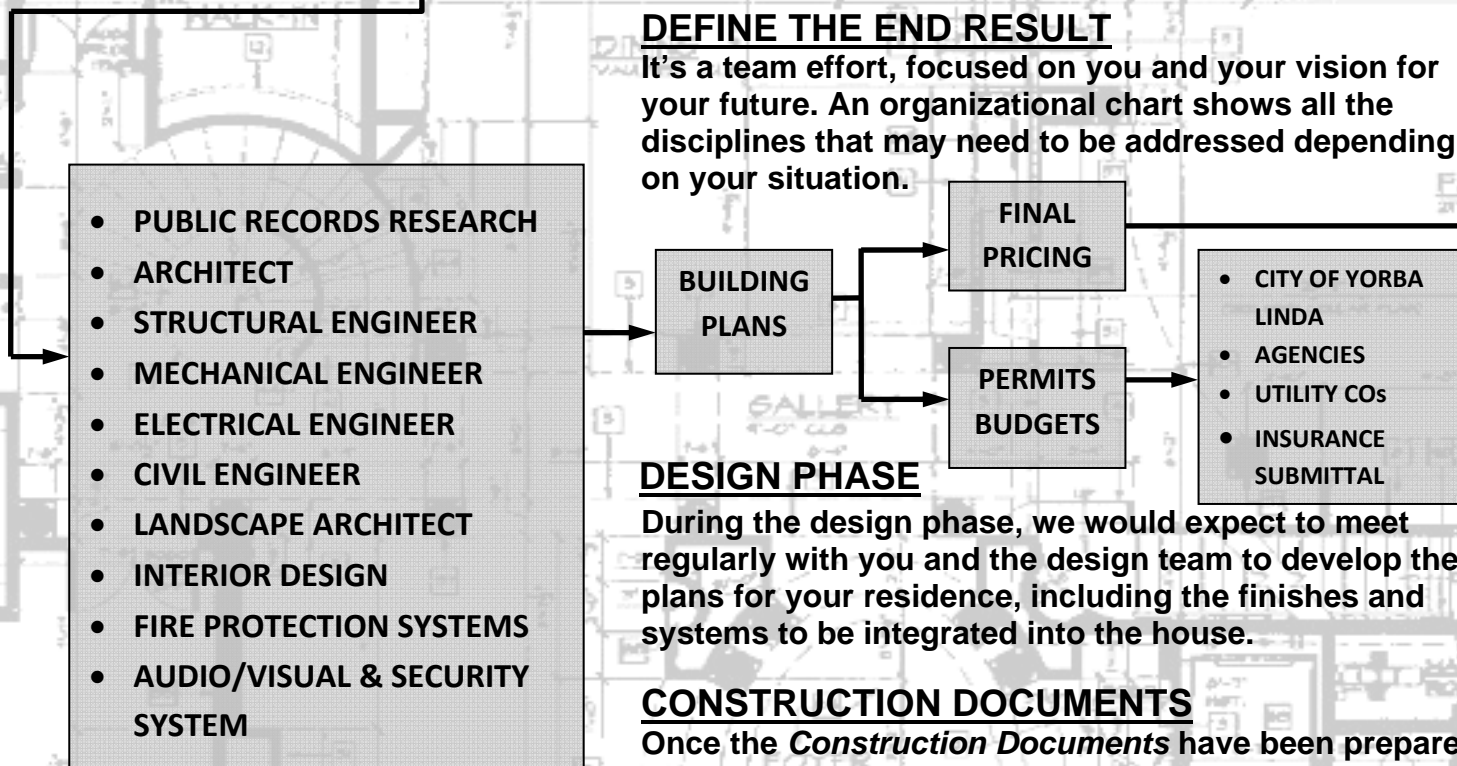 DEFINE THE END RESULT
It's a team effort, focused on you and your vision for
your future. An organizational chart shows all the
disciplines that may need to be addressed depending
on your situation.
• PUBLIC RECORDS RESEARCH
• ARCHITECT
• STRUCTURAL ENGINEER
• MECHANICAL ENGINEER
• ELECTRICAL ENGINEER
• CIVIL ENGINEER
• LANDSCAPE ARCHITECT
• INTERIOR DESIGN
• FIRE PROTECTION SYSTEMS
• AUDIO/VISUAL & SECURITY
SYSTEM
BUILDING
PLANS
FINAL
PRICING
PERMITS
BUDGETS
• CITY OF YORBA
LINDA
• AGENCIES
• UTILITY COs
• INSURANCE
SUBMITTAL
DESIGN PHASE
During the design phase, we would expect to meet
regularly with you and the design team to develop the
plans for your residence, including the finishes and
systems to be integrated into the house.
CONSTRUCTION DOCUMENTS
Once the Construction Documents have been prepare
WALK-IN
GALLERY